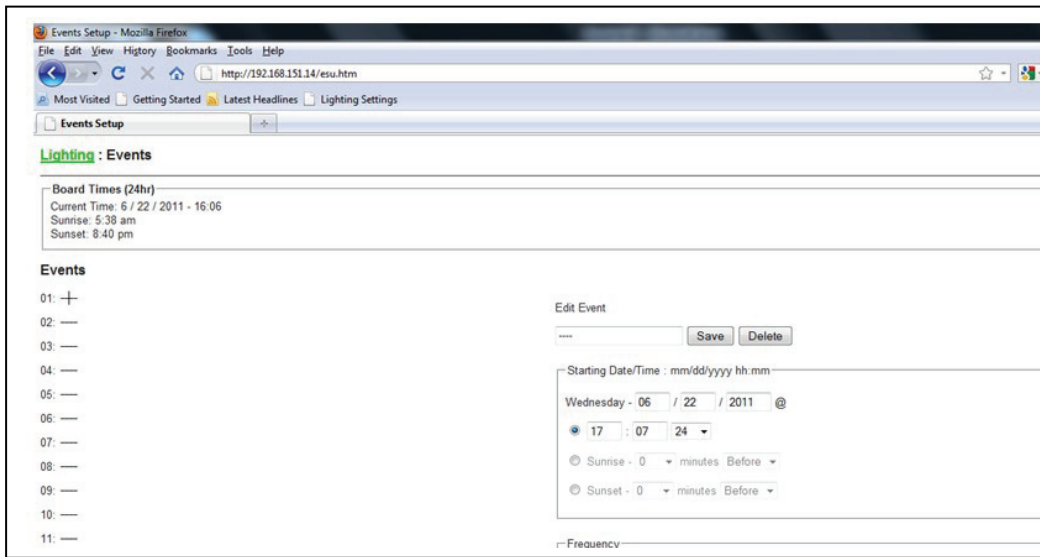 Events Setup - Mozilla Firefox
File Edit View History Bookmarks Tools Help
http://192.168.151.14/esu.htm
Most Visited Getting Started Latest Headlines Lighting Settings
Events Setup
Lighting : Events
Board Times (24hr)
Current Time: 6 / 22 / 2011 - 16:06
Sunrise: 5:38 am
Sunset: 8:40 pm
Events
01:
02: ----
03: ----
04: ----
05: ----
06: ----
07: ----
08: ----
09: ----
10: ----
11: ----
Edit Event
---- Save Delete
Starting Date/Time : mm/dd/yyyy hh:mm
Wednesday - 06 / 22 / 2011 @
17 : 07 24
Sunrise - 0 minutes Before
Sunset - 0 minutes Before
Frequency